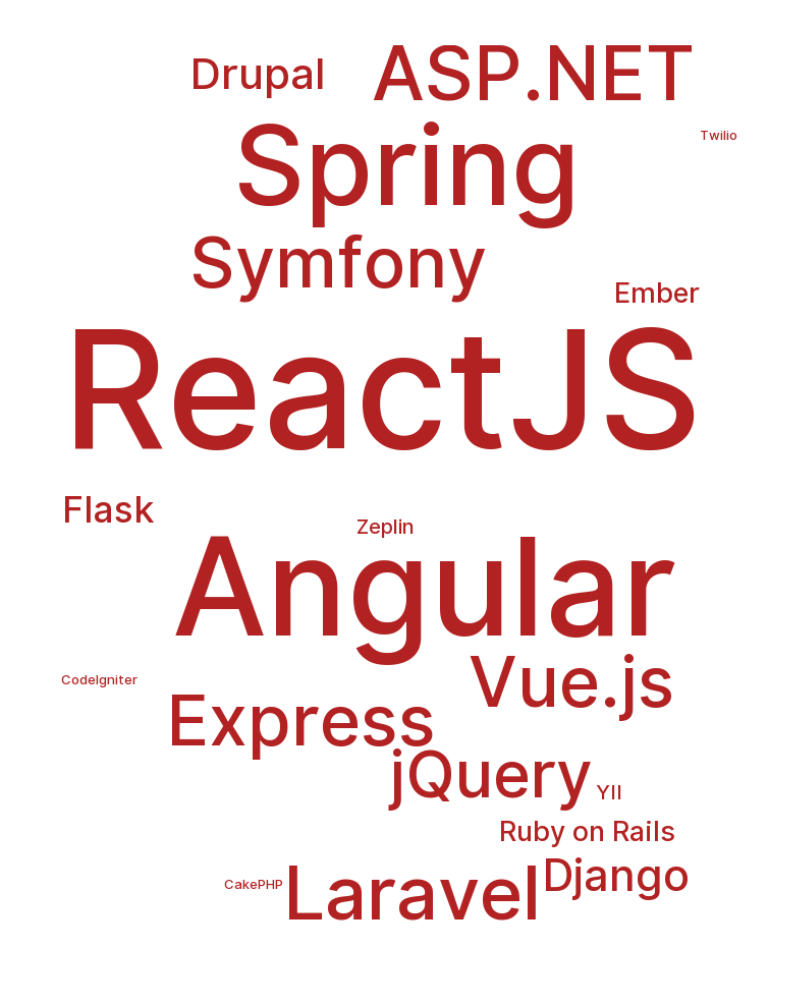 Drupal
ASP.NET
Twilio
Spring
Symfony
Ember
ReactJS
Flask
Zeplin
Angular
CodeIgniter
Vue.js
Express
jQuery
YII
Ruby on Rails
CakePHP
Laravel
Django